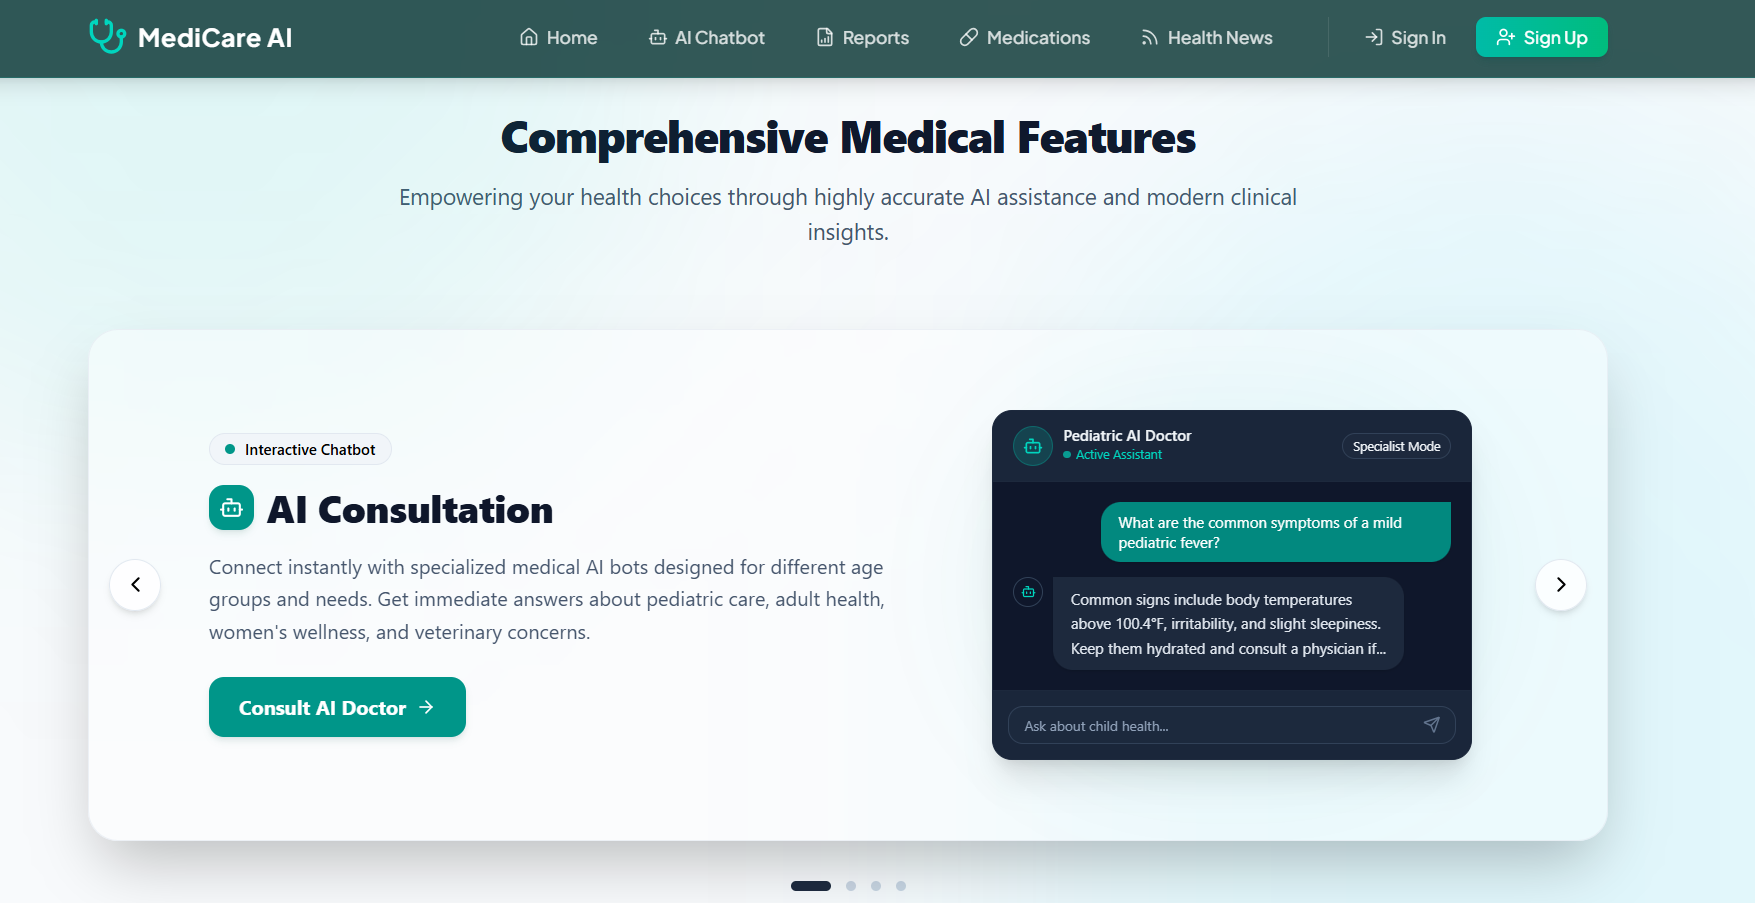 MediCare AI
Home
AI Chatbot
Reports
Medications
Health News
Sign In
Sign Up
Comprehensive Medical Features
Empowering your health choices through highly accurate AI assistance and modern clinical
insights.
Interactive Chatbot
AI Consultation
Connect instantly with specialized medical AI bots designed for different age
groups and needs. Get immediate answers about pediatric care, adult health,
women's wellness, and veterinary concerns.
Consult AI Doctor
Pediatric AI Doctor
Active Assistant
Specialist Mode
What are the common symptoms of a mild
pediatric fever?
Common signs include body temperatures
above 100.4°F, irritability, and slight sleepiness.
Keep them hydrated and consult a physician if...
Ask about child health...